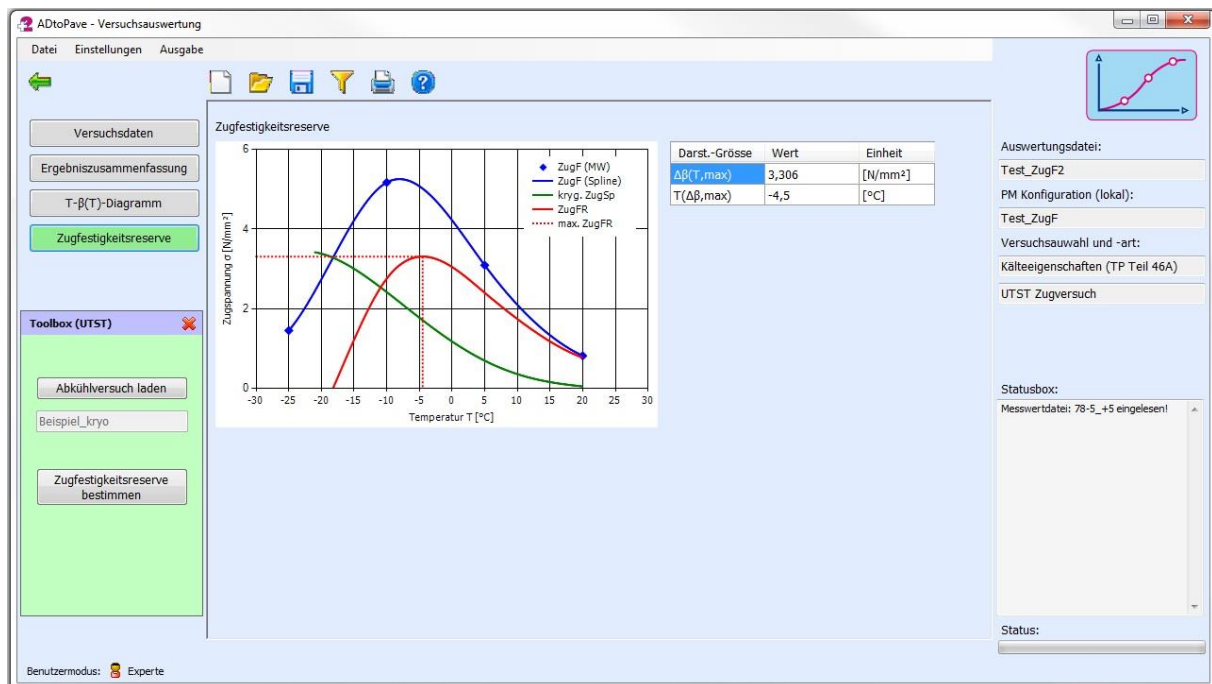 ADtoPave - Versuchsauswertung
Datei Einstellungen Ausgabe
Versuchsdaten
Ergebniszusammenfassung
T-β(T)-Diagramm
Zugfestigkeitsreserve
Toolbox (UTST)
Abkühlversuch laden
Beispiel_kryo
Zugfestigkeitsreserve
bestimmen
Zugfestigkeitsreserve
6
4
2
0
Zugspannung σ [N/mm²]
-30 -25 -20 -15 -10 -5 0 5 10 15 20 25 30
Temperatur T [°C]
ZugF (MW)
ZugF (Spline)
kryg. ZugSp
ZugFR
max. ZugFR
Darst.-Grösse Wert Einheit
Δβ(T,max) 3,306 [N/mm²]
T(Δβ,max) -4,5 [°C]
Auswertungsdatei:
Test_ZugF2
PM Konfiguration (lokal):
Test_ZugF
Versuchsauwahl und -art:
Kälteeigenschaften (TP Teil 46A)
UTST Zugversuch
Statusbox:
Messwertdatei: 78-5_+5 eingelesen!
Status:
Benutzermodus: Experte